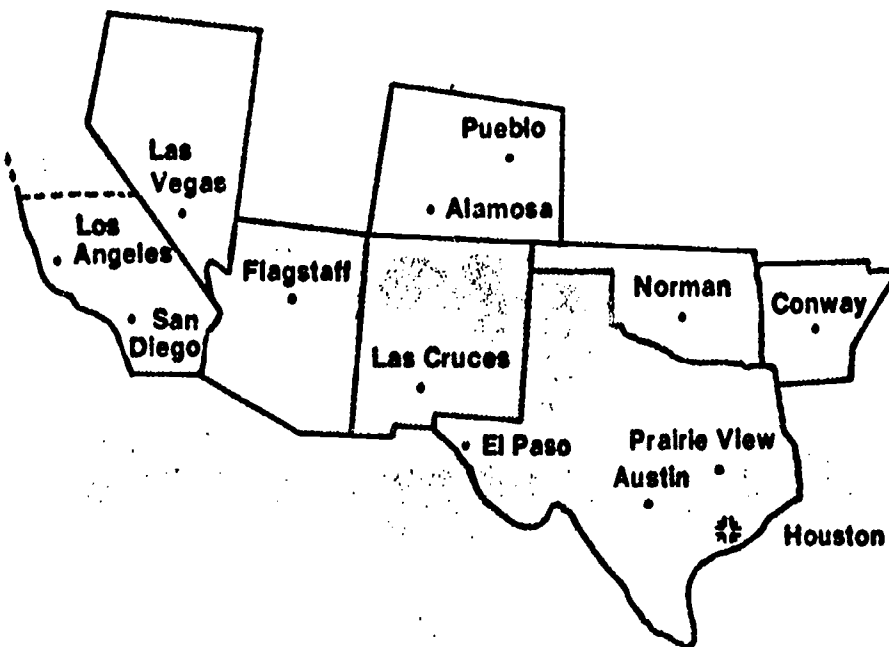 Pueblo
Las
Vegas
Alamosa
Los
Angeles
Flagstaff
Norman
Conway
San
Diego
Las Cruces
El Paso
Prairie View
Austin
Houston